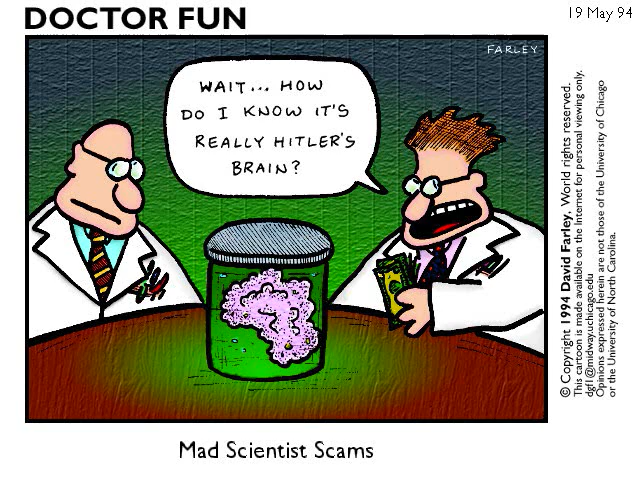 DOCTOR FUN
19 May 94
FARLEY
WAIT... HOW
DO I KNOW IT'S
REALLY HITLER'S
BRAIN?
© Copyright 1994 David Farley. World rights reserved.
This cartoon is made available on the Internet for personal viewing only.
dgf1@midway.uchicago.edu
Opinions expressed herein are not those of the University of Chicago
or the University of North Carolina.
Mad Scientist Scams